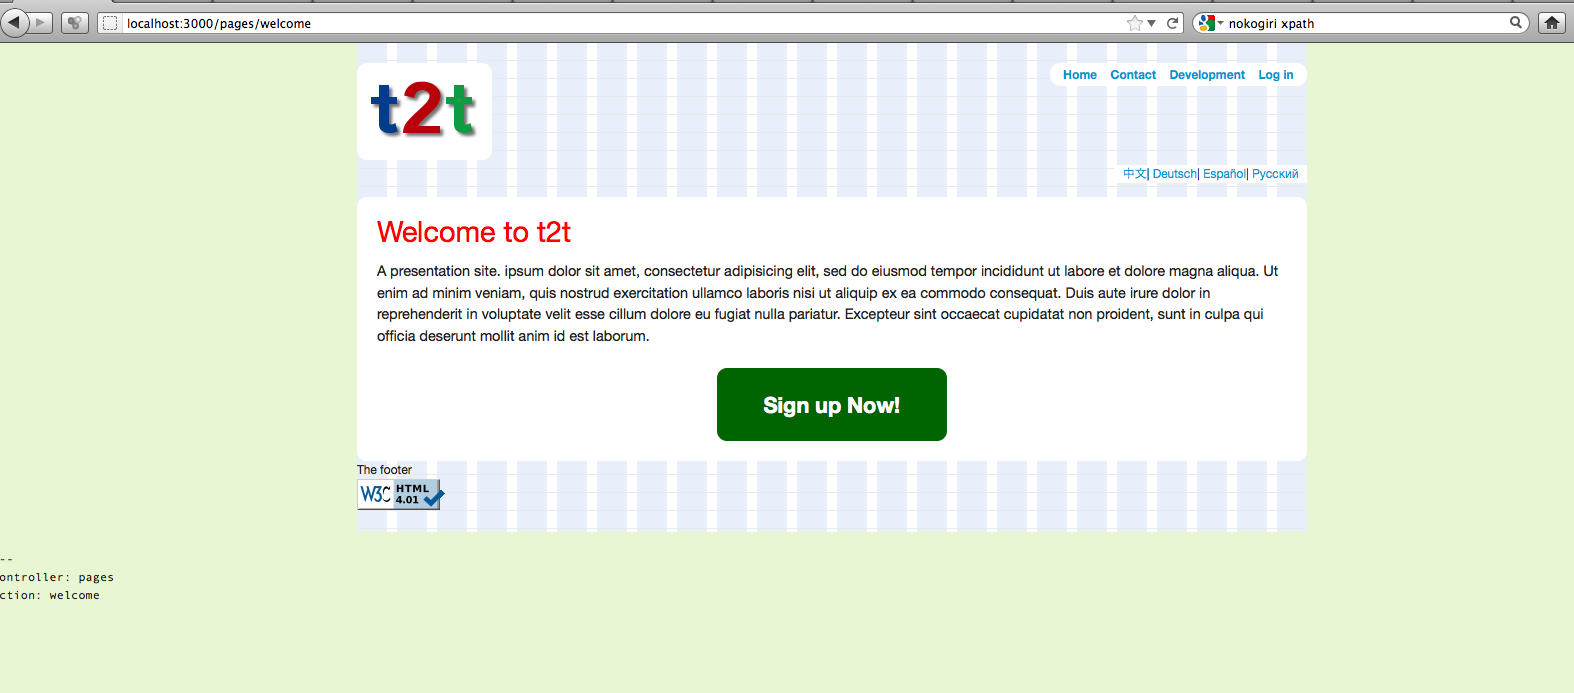 localhost:3000/pages/welcome
nokogiri xpath
t2t
Home Contact Development Log in
中文| Deutsch| Español| Русский
Welcome to t2t
A presentation site. ipsum dolor sit amet, consectetur adipisicing elit, sed do eiusmod tempor incididunt ut labore et dolore magna aliqua. Ut
enim ad minim veniam, quis nostrud exercitation ullamco laboris nisi ut aliquip ex ea commodo consequat. Duis aute irure dolor in
reprehenderit in voluptate velit esse cillum dolore eu fugiat nulla pariatur. Excepteur sint occaecat cupidatat non proident, sunt in culpa qui
officia deserunt mollit anim id est laborum.
Sign up Now!
The footer
W3C HTML
4.01
--
ontroller: pages
ction: welcome